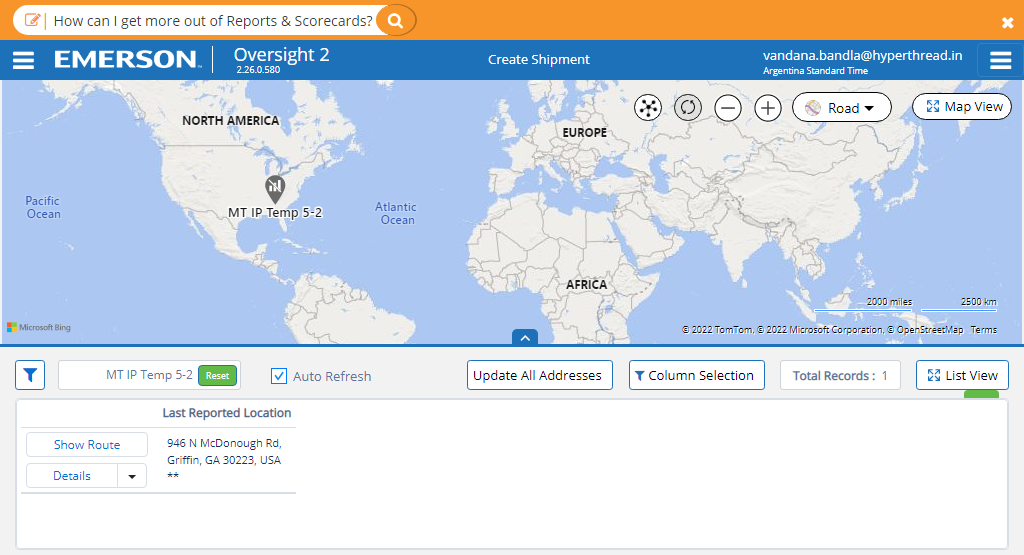 How can I get more out of Reports & Scorecards?
EMERSON
Oversight 2
2.26.0.580
Create Shipment
vandana.bandla@hyperthread.in
Argentina Standard Time
Road
Map View
NORTH AMERICA
EUROPE
Pacific
Ocean
MT IP Temp 5-2
Atlantic
Ocean
AFRICA
2000 miles
2500 km
Microsoft Bing
© 2022 TomTom, © 2022 Microsoft Corporation, © OpenStreetMap Terms
MT IP Temp 5-2
Reset
Auto Refresh
Update All Addresses
Column Selection
Total Records : 1
List View
Last Reported Location
Show Route
946 N McDonough Rd,
Griffin, GA 30223, USA
**
Details